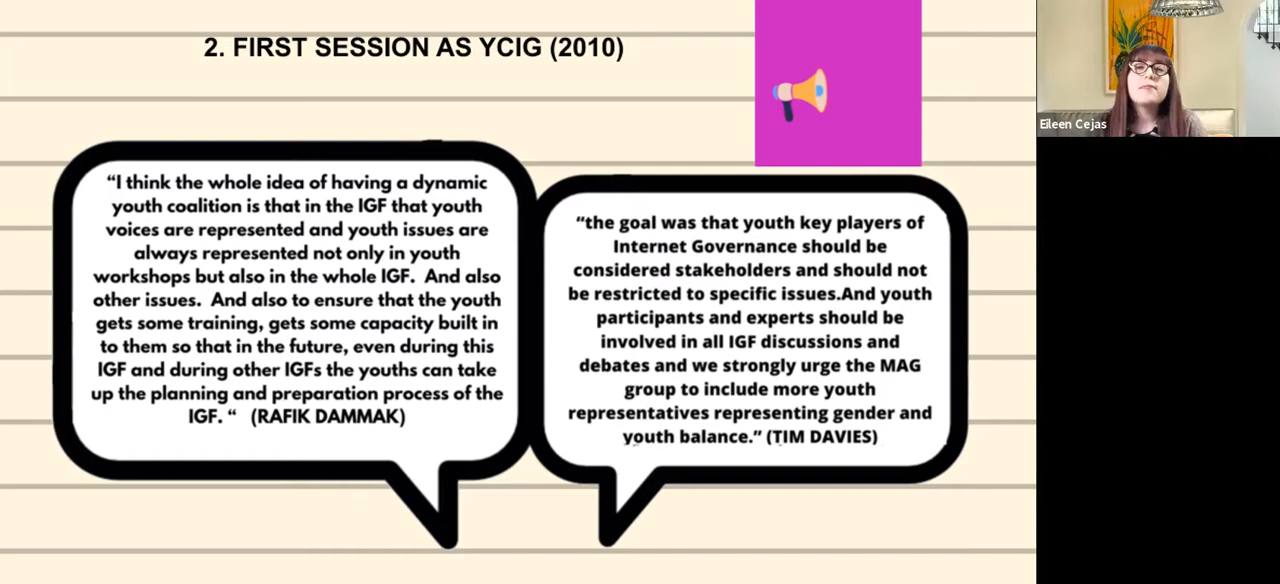 2. FIRST SESSION AS YCIG (2010)
“I think the whole idea of having a dynamic
youth coalition is that in the IGF that youth
voices are represented and youth issues are
always represented not only in youth
workshops but also in the whole IGF. And also
other issues. And also to ensure that the youth
gets some training, gets some capacity built in
to them so that in the future, even during this
IGF and during other IGFs the youths can take
up the planning and preparation process of the
IGF. “ (RAFIK DAMMAK)
“the goal was that youth key players of
Internet Governance should be
considered stakeholders and should not
be restricted to specific issues.And youth
participants and experts should be
involved in all IGF discussions and
debates and we strongly urge the MAG
group to include more youth
representatives representing gender and
youth balance.” (TIM DAVIES)
Eileen Cejas